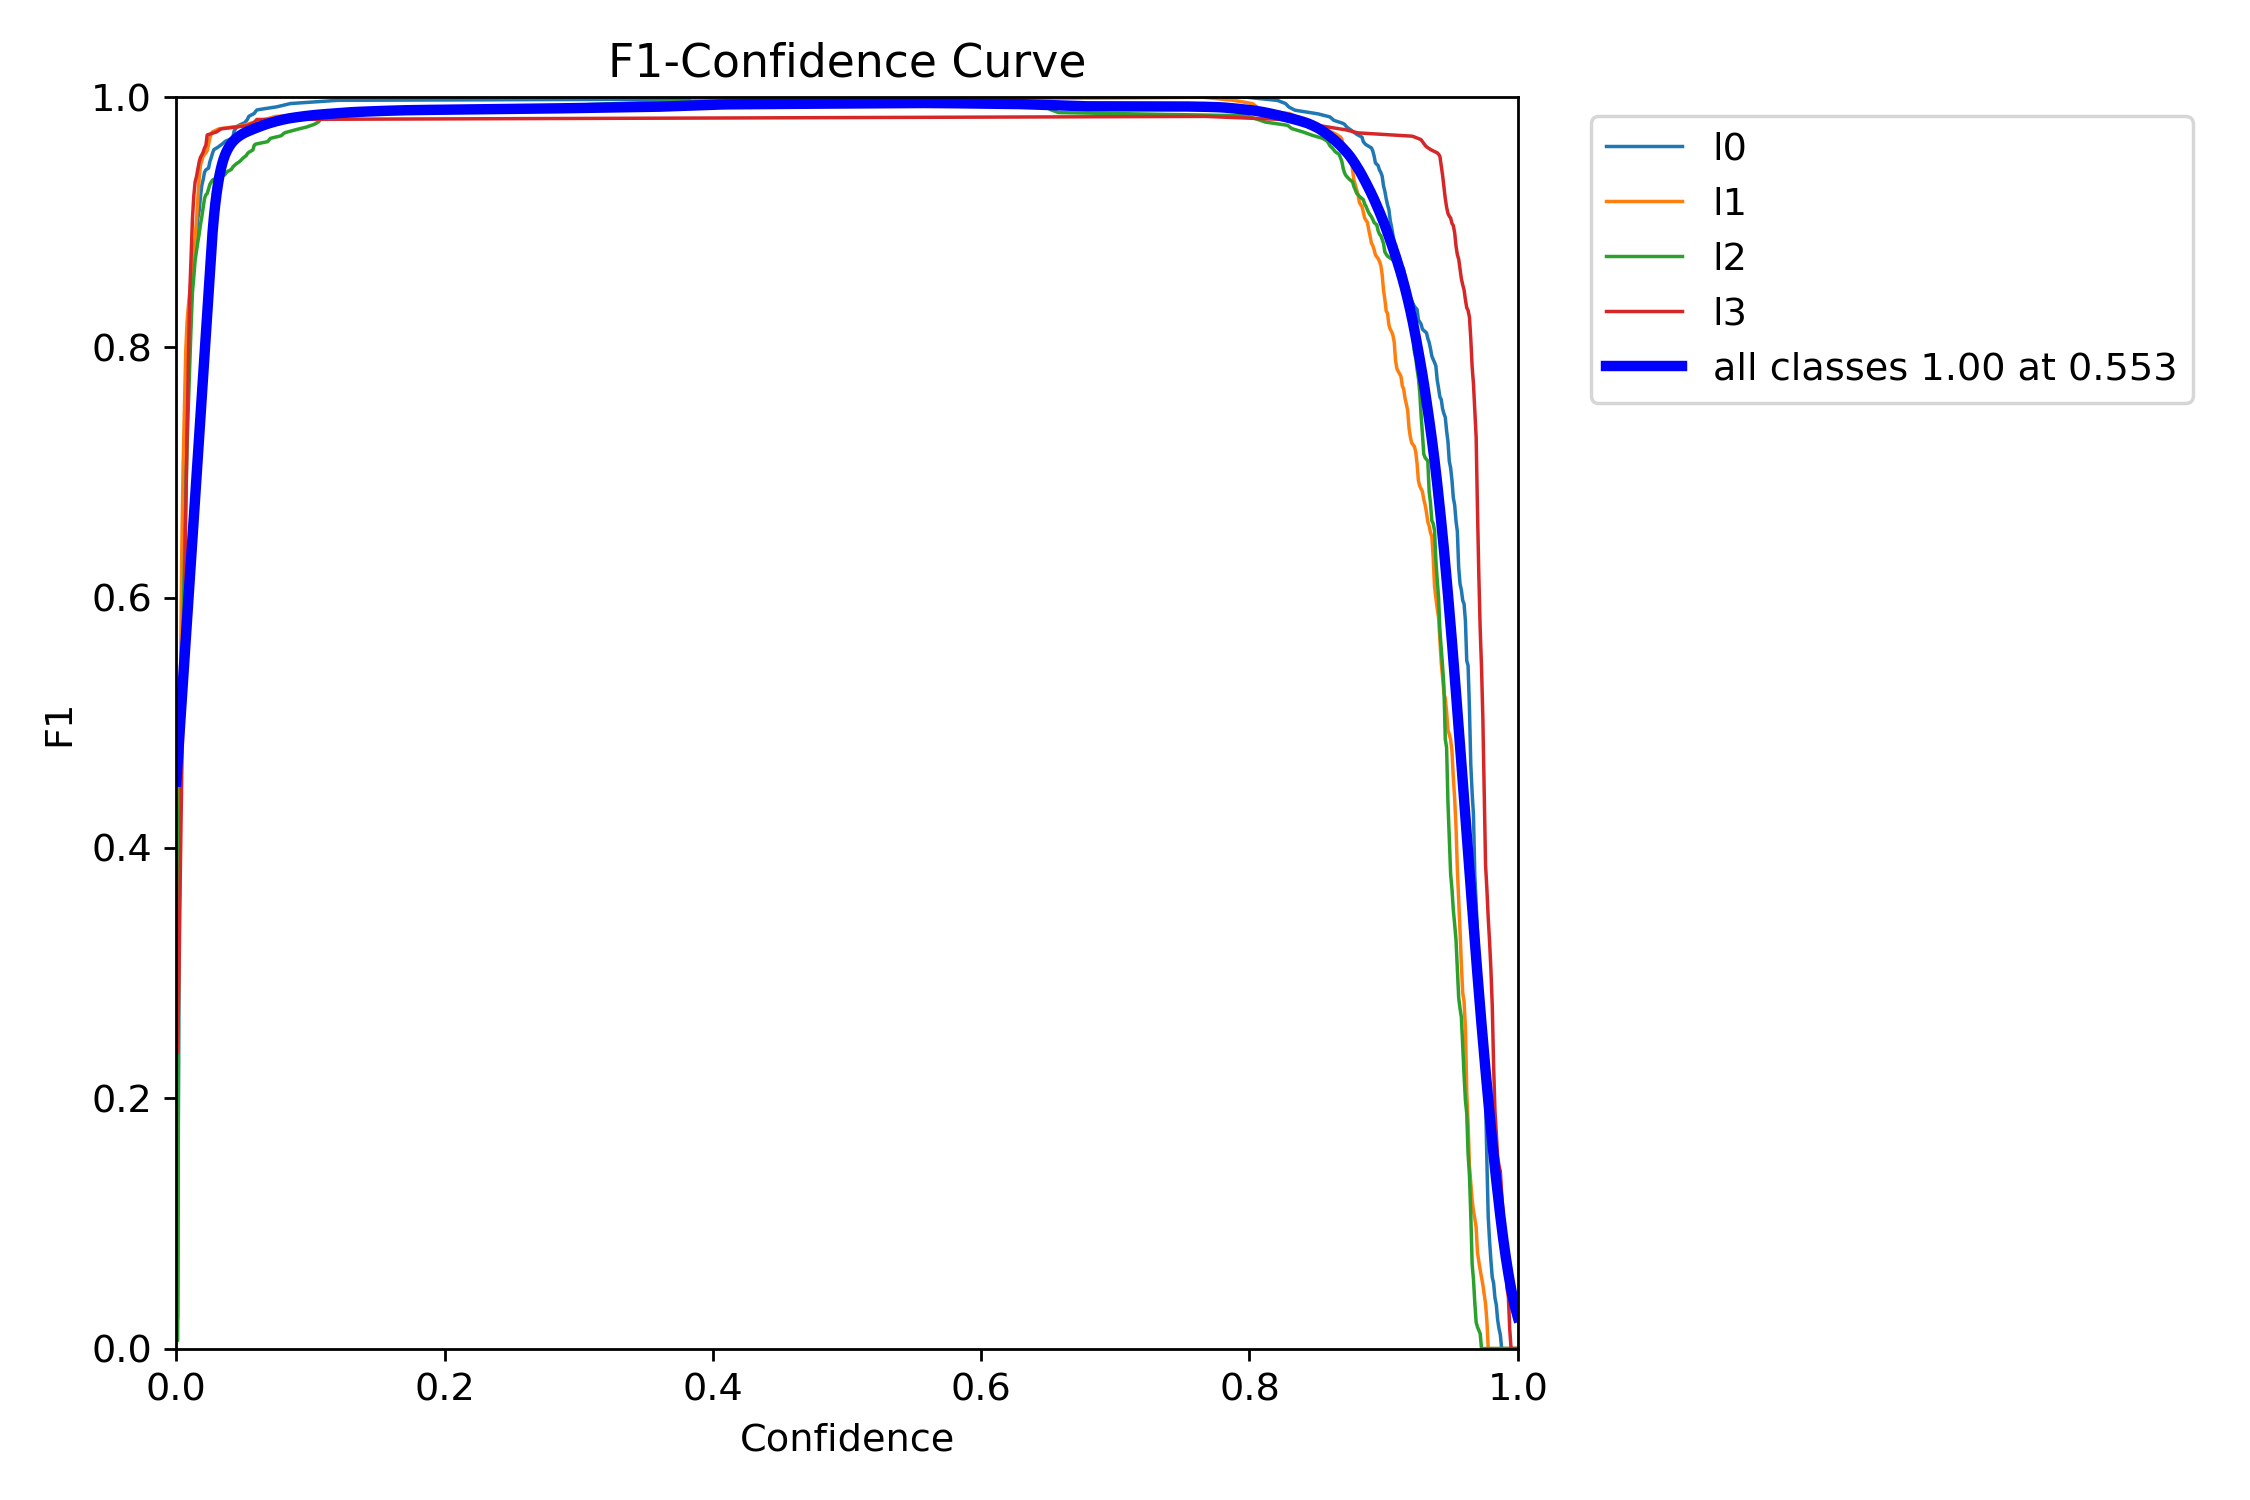 F1-Confidence Curve
1.0
0.8
0.6
0.4
0.2
0.0
F1
0.0 0.2 0.4 0.6 0.8 1.0
Confidence
l0
l1
l2
l3
all classes 1.00 at 0.553